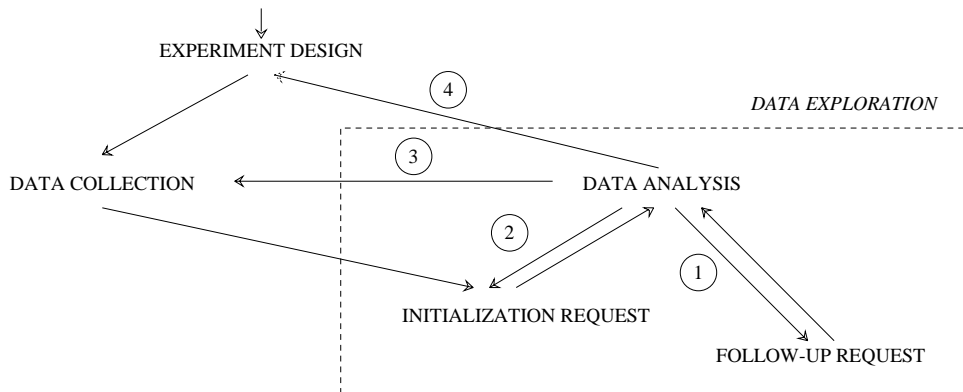 EXPERIMENT DESIGN
4
DATA EXPLORATION
3
DATA COLLECTION
DATA ANALYSIS
2
1
INITIALIZATION REQUEST
FOLLOW-UP REQUEST